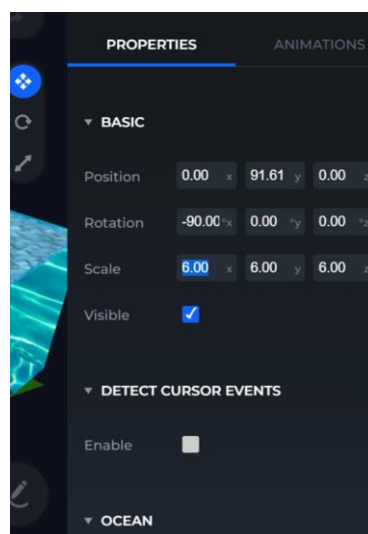 PROPERTIES ANIMATIONS
BASIC
Position 0.00 x 91.61 y 0.00 z
Rotation -90.00 °x 0.00 °y 0.00 °z
Scale 6.00 x 6.00 y 6.00 z
Visible
DETECT CURSOR EVENTS
Enable
OCEAN